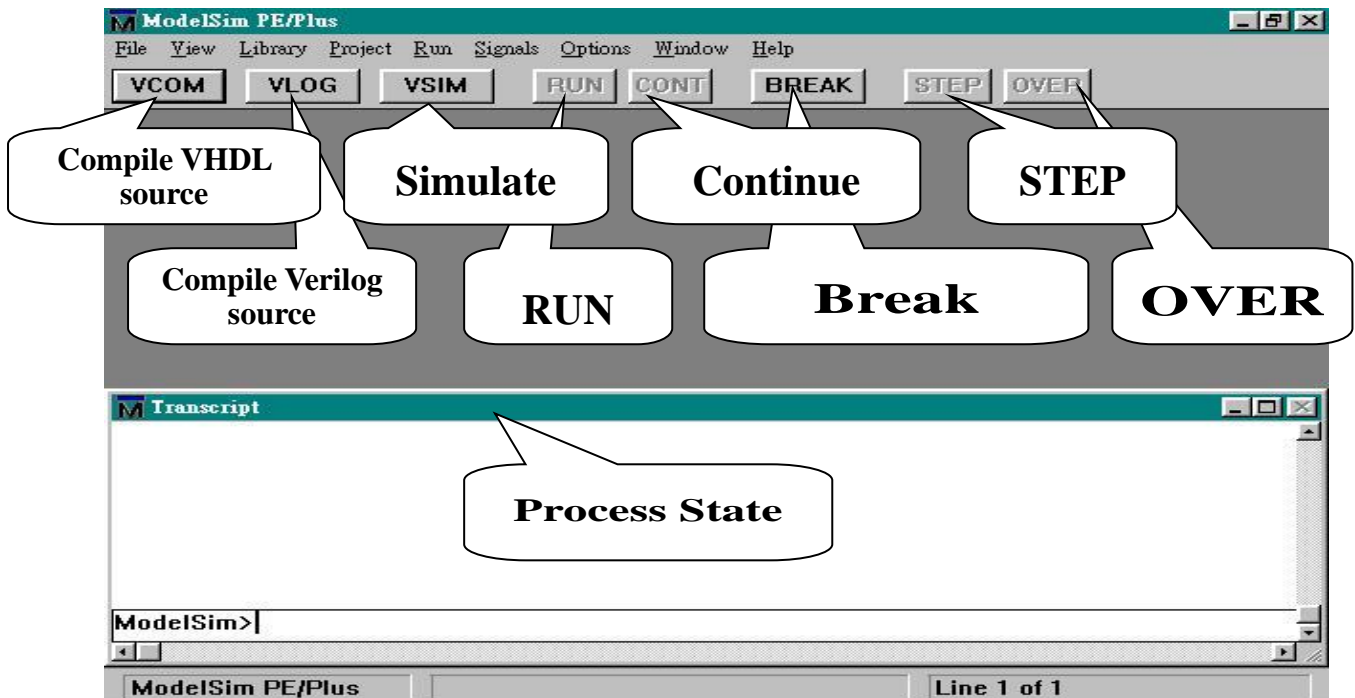 ModelSim PE/Plus
File View Library Project Run Signals Options Window Help
VCOM VLOG VSIM RUN CONT BREAK STEP OVER
Compile VHDL
source
Simulate
Continue
STEP
Compile Verilog
source
RUN
Break
OVER
Transcript
Process State
ModelSim>
ModelSim PE/Plus
Line 1 of 1